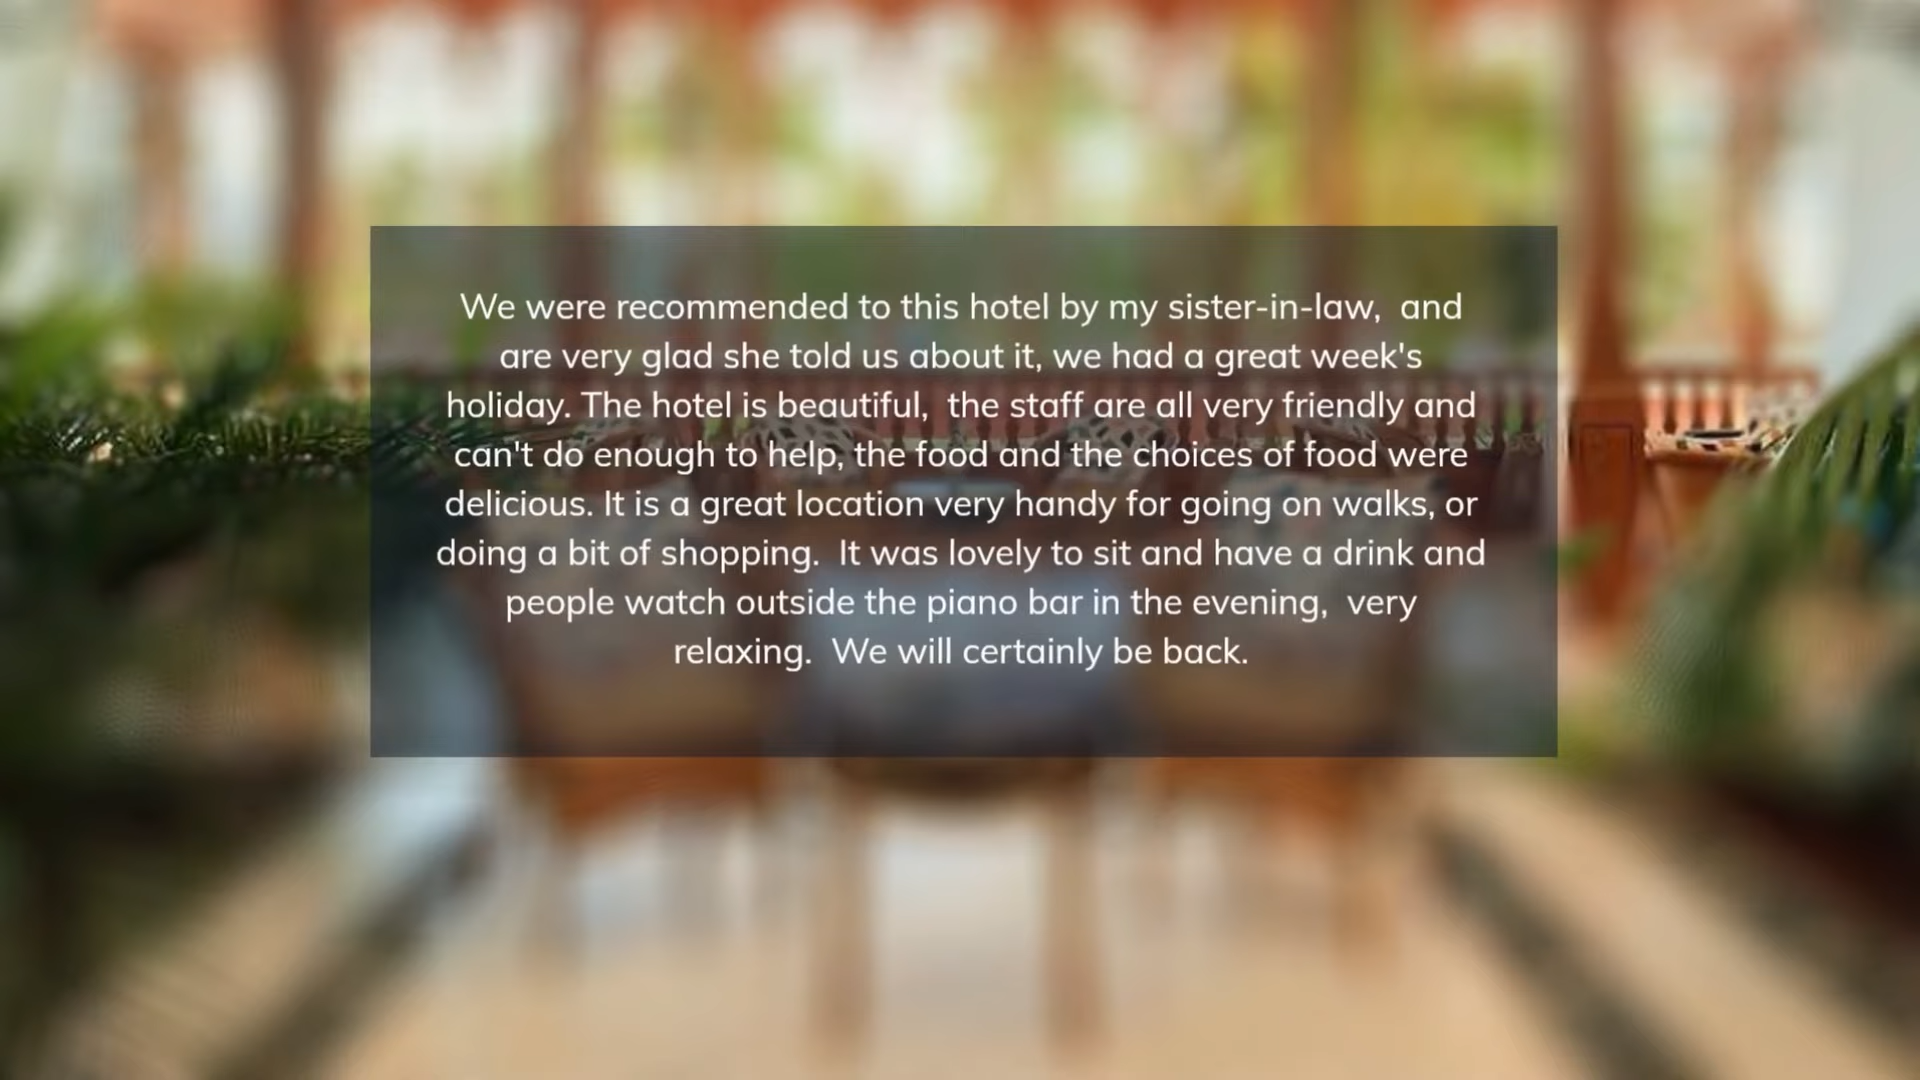 We were recommended to this hotel by my sister-in-law,  and
are very glad she told us about it, we had a great week's
holiday. The hotel is beautiful,  the staff are all very friendly and
can't do enough to help, the food and the choices of food were
delicious. It is a great location very handy for going on walks, or
doing a bit of shopping.  It was lovely to sit and have a drink and
people watch outside the piano bar in the evening,  very
relaxing.  We will certainly be back.